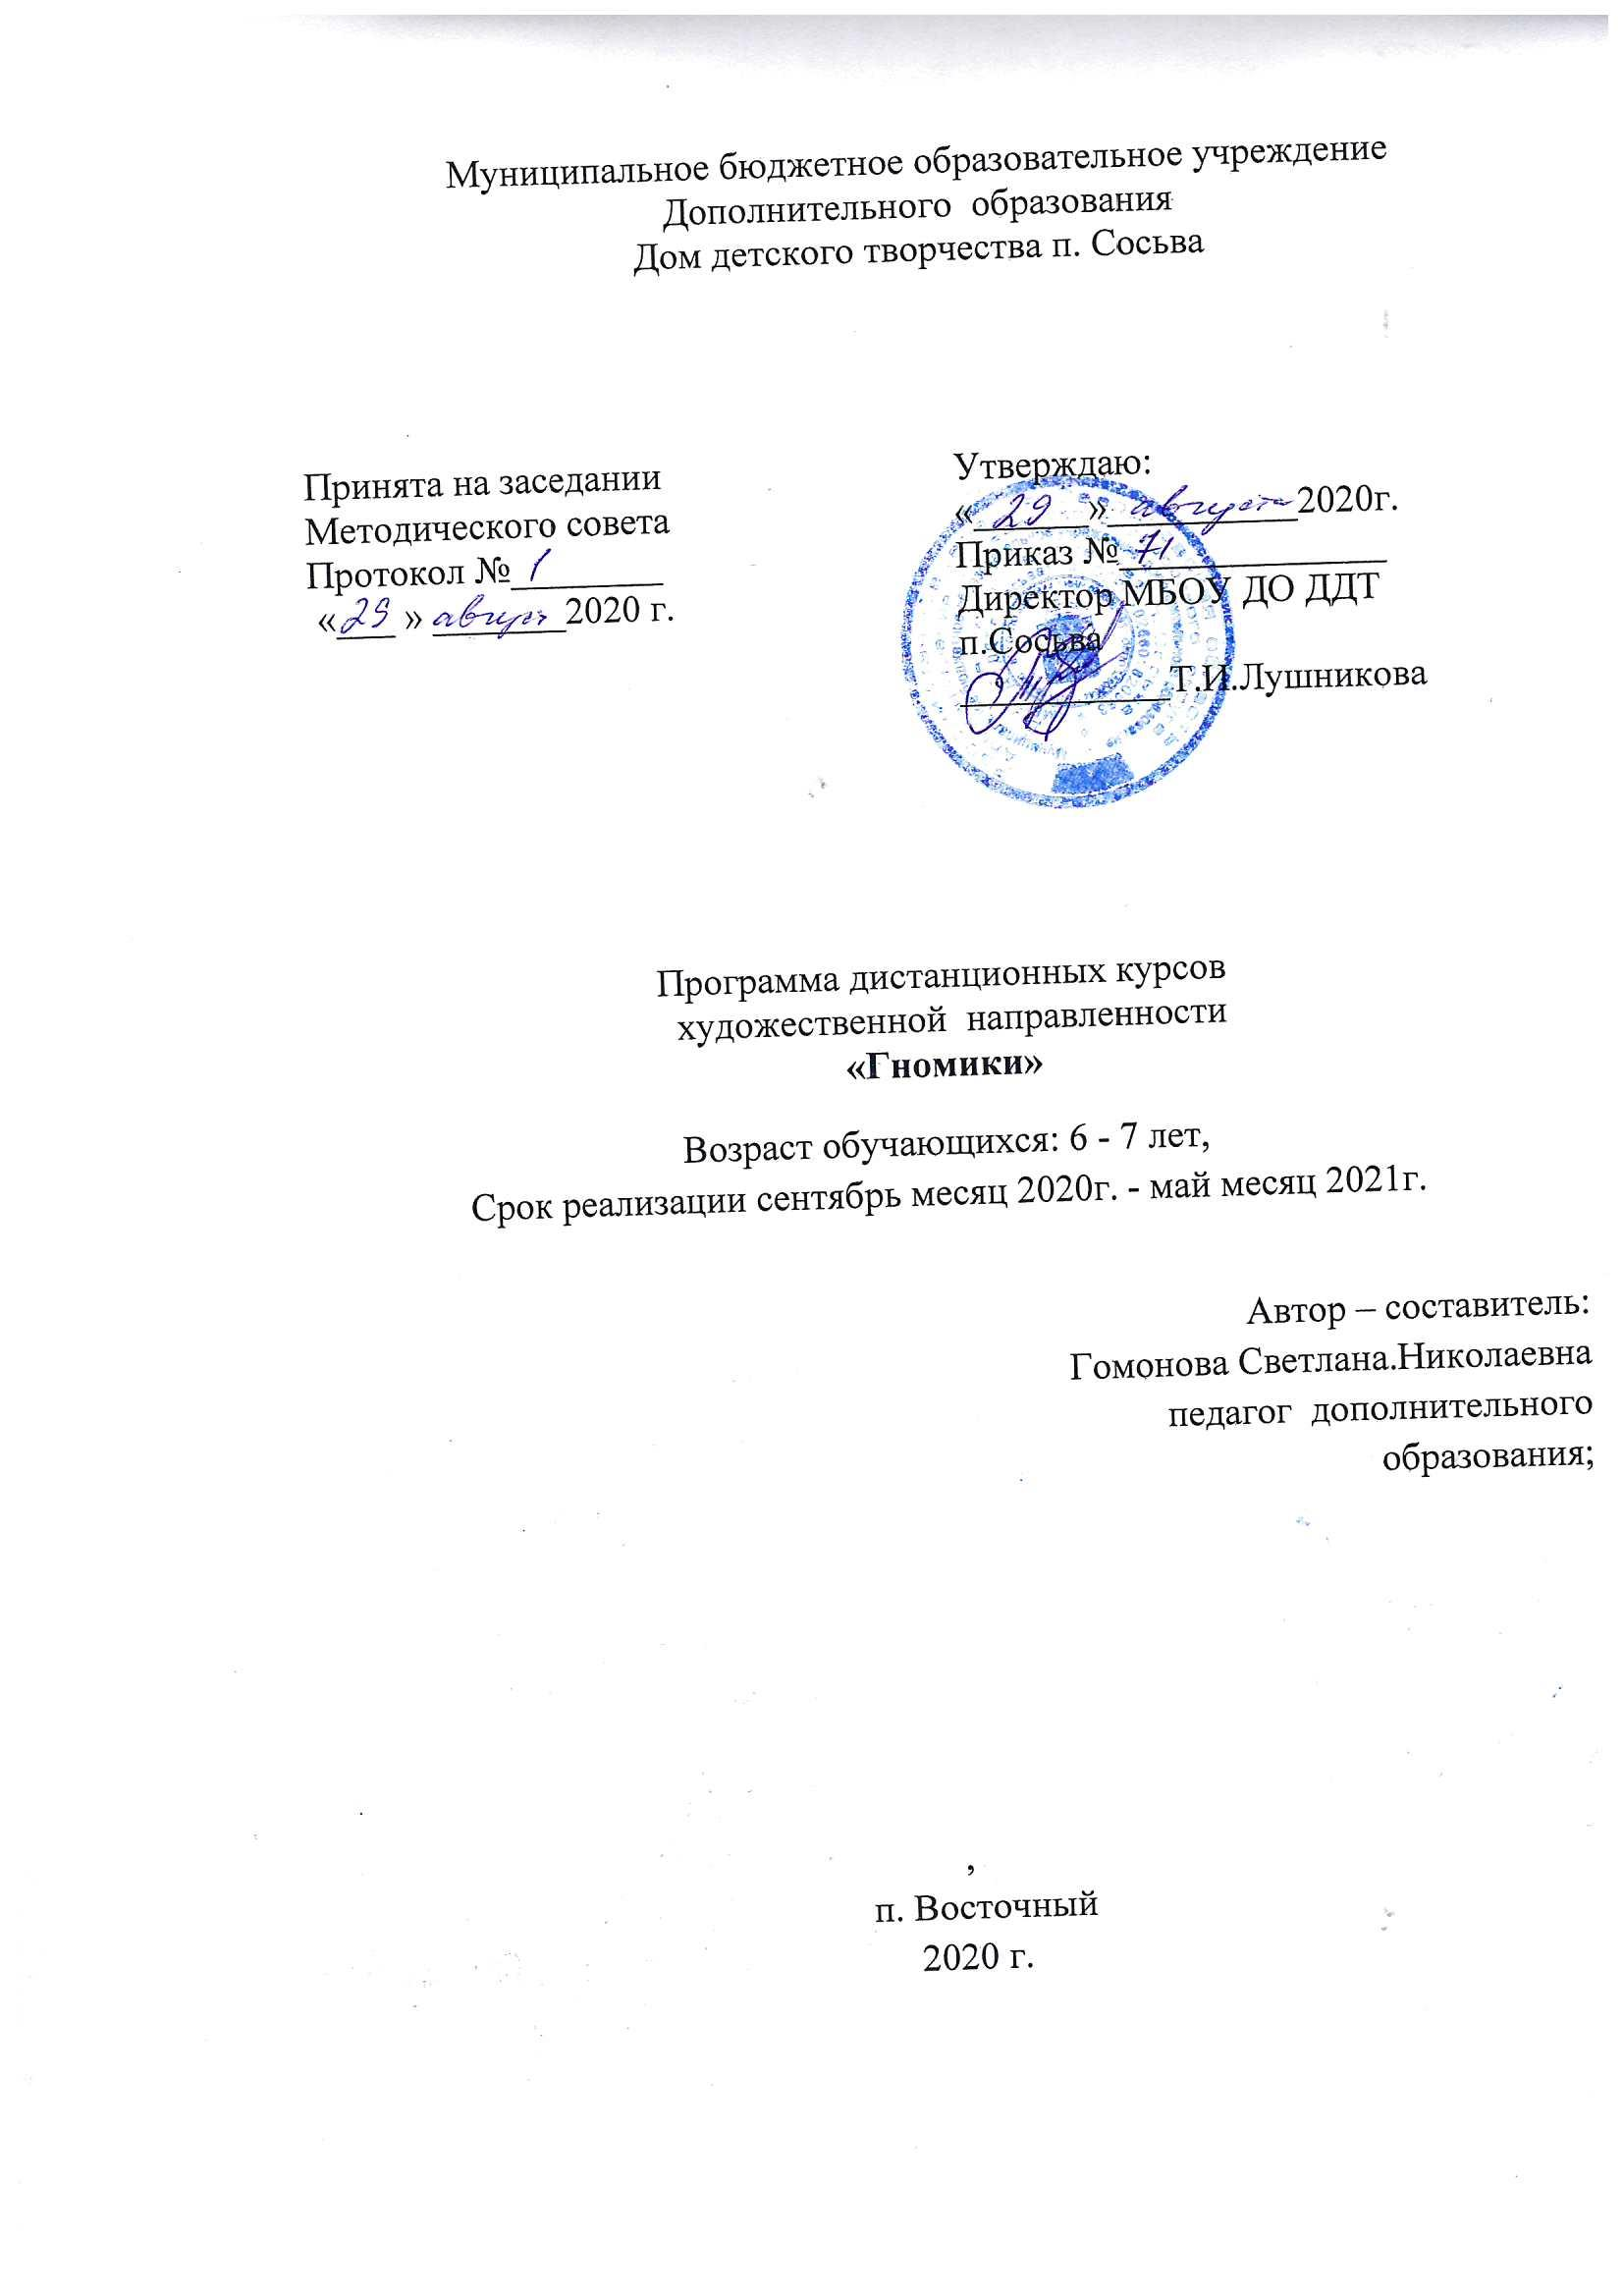 Муниципальное бюджетное образовательное учреждение
Дополнительного образования
Дом детского творчества п. Сосьва
Принята на заседании
Методического совета
Протокол № 1
«29» август 2020 г.
Утверждаю:
«29» августа 2020г.
Приказ № 71
Директор МБОУ ДО ДДТ
п.Сосьва
Т.И.Лушникова
Программа дистанционных курсов
художественной направленности
«Гномики»
Возраст обучающихся: 6 - 7 лет,
Срок реализации сентябрь месяц 2020г. - май месяц 2021г.
Автор – составитель:
Гомонова Светлана.Николаевна
педагог дополнительного
образования;
,
п. Восточный
2020 г.